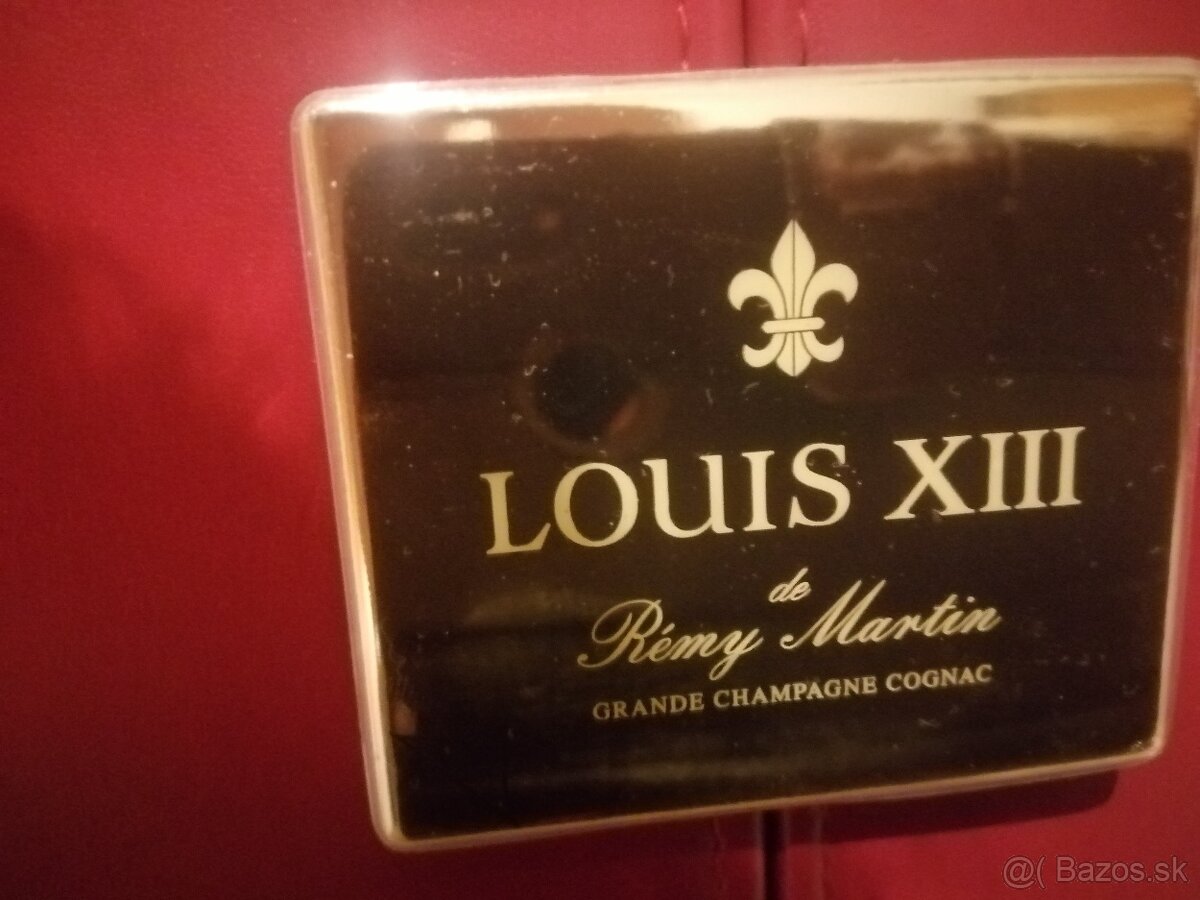 LOUIS XIII
de
Rémy Martin
GRANDE CHAMPAGNE COGNAC
@( Bazos.sk